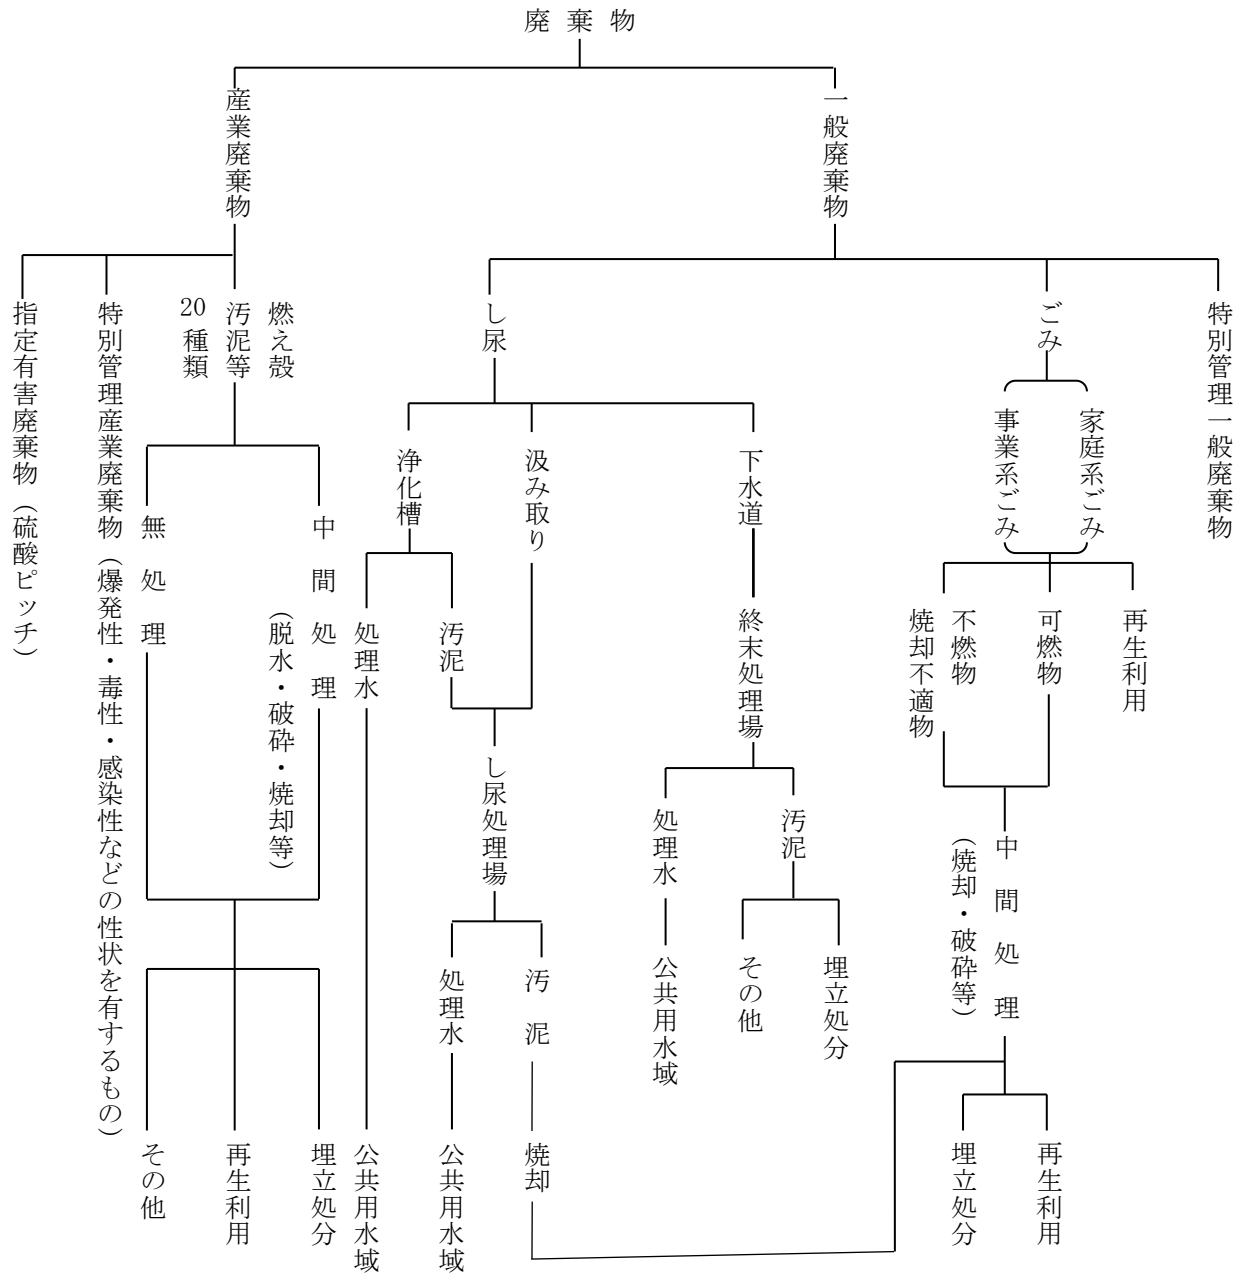 廃棄物
一般廃棄物
産業廃棄物
特別管理一般廃棄物
ごみ
家庭系ごみ
事業系ごみ
再生利用
可燃物
不燃物
焼却不適物
中間処理
(焼却・破砕等)
再生利用
埋立処分
し尿
下水道
終末処理場
汚泥
埋立処分
その他
処理水
公共用水域
汲み取り
浄化槽
汚泥
処理水
公共用水域
し尿処理場
汚泥
焼却
処理水
公共用水域
燃え殻
汚泥等
20種類
中間処理
(脱水・破砕・焼却等)
無処理
埋立処分
再生利用
その他
特別管理産業廃棄物(爆発性・毒性・感染性などの性状を有するもの)
指定有害廃棄物(硫酸ピッチ)